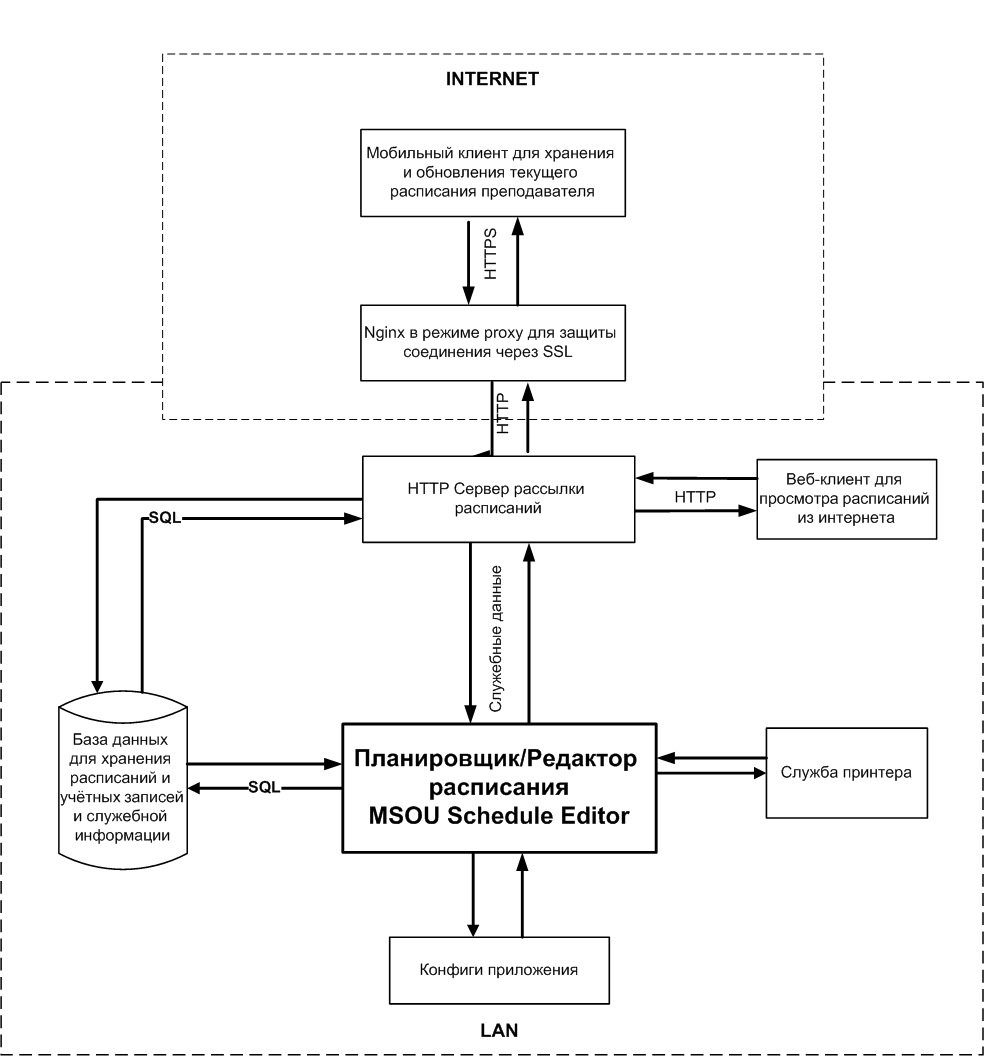 INTERNET
Мобильный клиент для хранения
и обновления текущего
расписания преподавателя
HTTPS
Nginx в режиме proxy для защиты
соединения через SSL
HTTP
HTTP Сервер рассылки
расписаний
Веб-клиент для
просмотра расписаний
из интернета
HTTP
SQL
Служебные данные
База данных
для хранения
расписаний и
учётных записей
и служебной
информации
SQL
Планировщик/Редактор
расписания
MSOU Schedule Editor
Служба принтера
Конфиги приложения
LAN